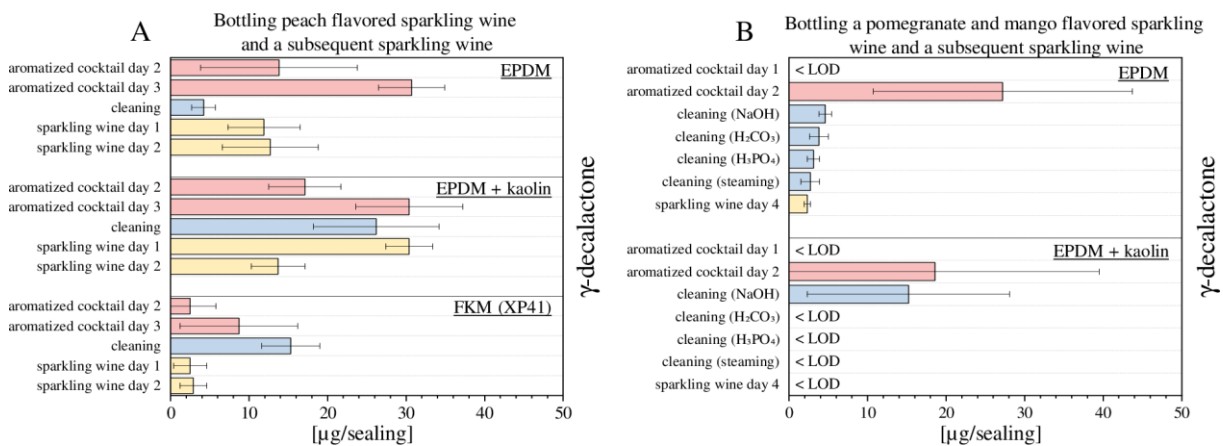 A
Bottling peach flavored sparkling wine
and a subsequent sparkling wine
EPDM
aromatized cocktail day 2
aromatized cocktail day 3
cleaning
sparkling wine day 1
sparkling wine day 2
EPDM + kaolin
aromatized cocktail day 2
aromatized cocktail day 3
cleaning
sparkling wine day 1
sparkling wine day 2
FKM (XP41)
aromatized cocktail day 2
aromatized cocktail day 3
cleaning
sparkling wine day 1
sparkling wine day 2
0 10 20 30 40 50
[µg/sealing]
γ-decalactone
B
Bottling a pomegranate and mango flavored sparkling
wine and a subsequent sparkling wine
EPDM
aromatized cocktail day 1 < LOD
aromatized cocktail day 2
cleaning (NaOH)
cleaning (H₂CO₃)
cleaning (H₃PO₄)
cleaning (steaming)
sparkling wine day 4
EPDM + kaolin
aromatized cocktail day 1 < LOD
aromatized cocktail day 2
cleaning (NaOH)
cleaning (H₂CO₃) < LOD
cleaning (H₃PO₄) < LOD
cleaning (steaming) < LOD
sparkling wine day 4 < LOD
0 10 20 30 40 50
[µg/sealing]
γ-decalactone